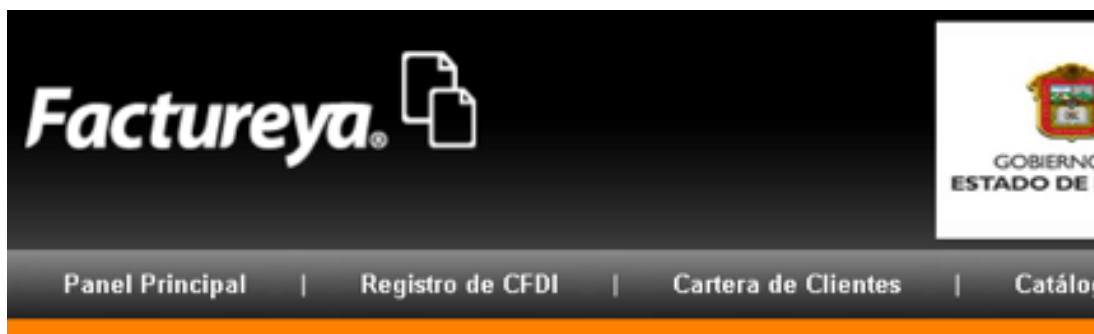 Factureya®
GOBIERNO
ESTADO DE
Panel Principal | Registro de CFDI | Cartera de Clientes |